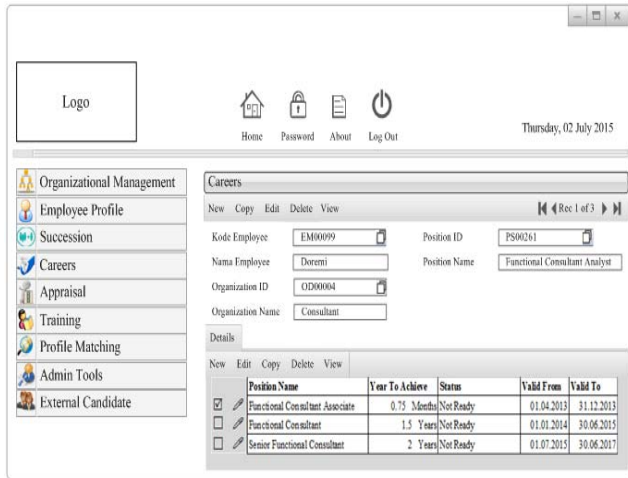 Logo
Home Password About Log Out
Thursday, 02 July 2015
Organizational Management
Employee Profile
Succession
Careers
Appraisal
Training
Profile Matching
Admin Tools
External Candidate
Careers
New Copy Edit Delete View Rec 1 of 3
Kode Employee EM00099 Position ID PS00261
Nama Employee Doremi Position Name Functional Consultant Analyst
Organization ID OD00004
Organization Name Consultant
Details
New Edit Copy Delete View
Position Name Year To Achieve Status Valid From Valid To
Functional Consultant Associate 0.75 Months Not Ready 01.04.2013 31.12.2013
Functional Consultant 1.5 Years Not Ready 01.01.2014 30.06.2015
Senior Functional Consultant 2 Years Not Ready 01.07.2015 30.06.2017